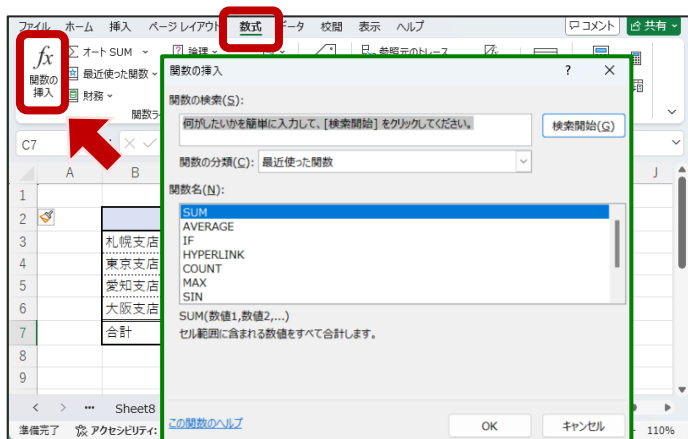 ファイル ホーム 挿入 ページ レイアウト 数式 データ 校閲 表示 ヘルプ コメント 共有
fx Σ オート SUM 論理 参照元のトレース
関数の挿入 最近使った関数
財務
関数ラ
関数の挿入 ? ×
関数の検索(S):
何がしたいかを簡単に入力して、[検索開始] をクリックしてください。 検索開始(G)
関数の分類(C): 最近使った関数
関数名(N):
SUM
AVERAGE
IF
HYPERLINK
COUNT
MAX
SIN
SUM(数値1,数値2,...)
セル範囲に含まれる数値をすべて合計します。
この関数のヘルプ OK キャンセル
C7
A B J
1
2
3 札幌支店
4 東京支店
5 愛知支店
6 大阪支店
7 合計
8
9
Sheet8
準備完了 アクセシビリティ: 110%